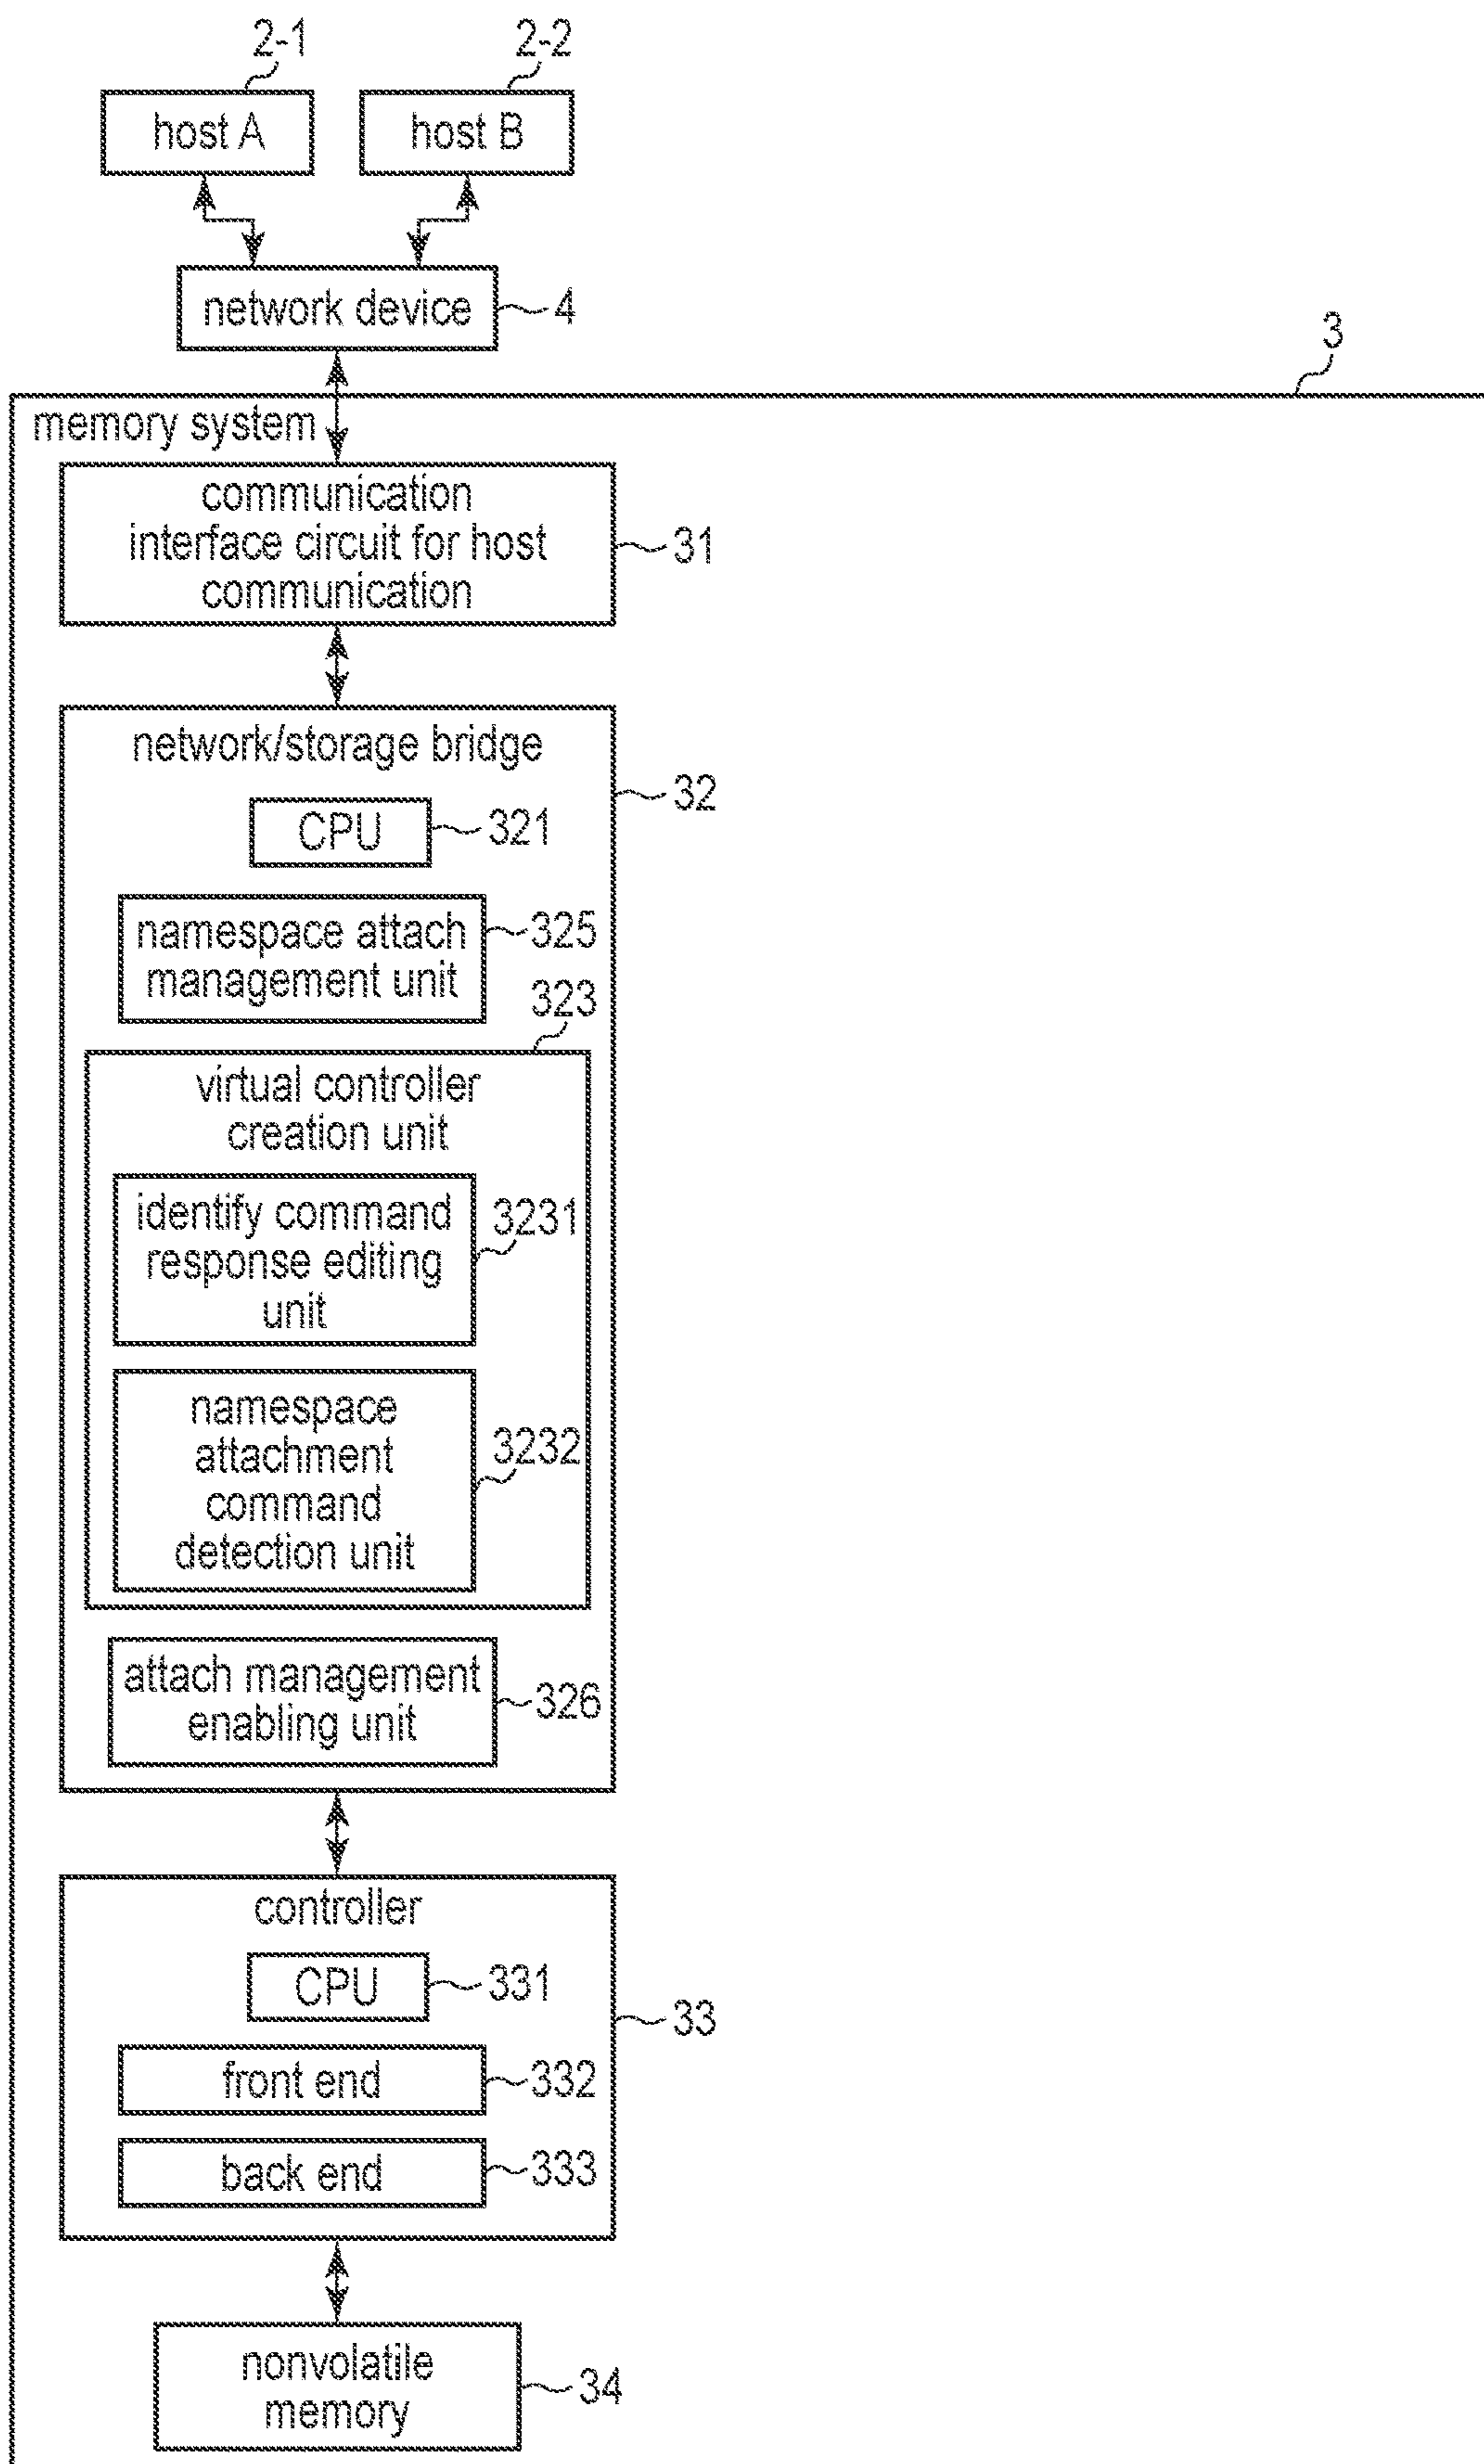 2-1
2-2
host A
host B
network device
4
3
memory system
communication
interface circuit for host
communication
31
network/storage bridge
32
CPU
321
namespace attach
management unit
325
323
virtual controller
creation unit
identify command
response editing
unit
3231
namespace
attachment
command
detection unit
3232
attach management
enabling unit
326
controller
CPU
331
33
front end
332
back end
333
nonvolatile
memory
34